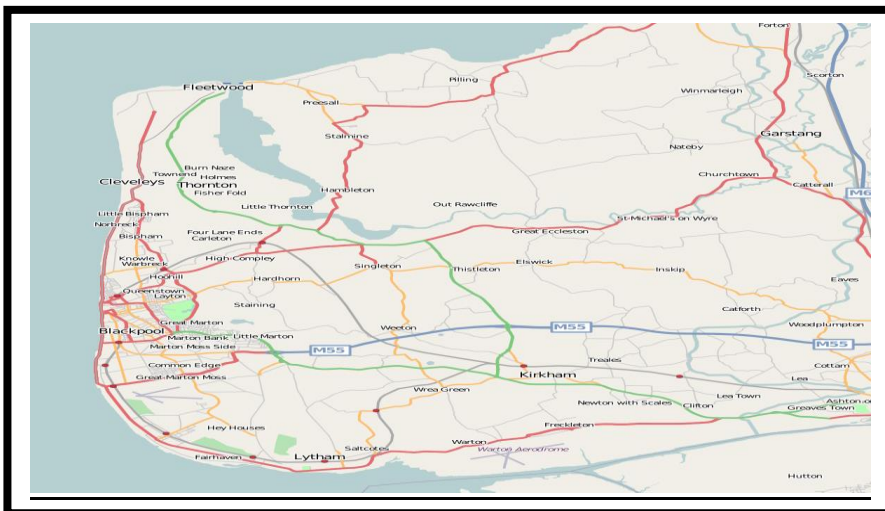 Forton
Scorton
Pilling
Fleetwood
Winmarleigh
Preesall
Stalmine
Garstang
Nateby
Burn Naze
Townend
Holmes
Churchtown
Cleveleys
Thornton
Catterall
Fisher Fold
Hambleton
M6
Little Thornton
Out Rawcliffe
Little Bispham
St-Michael's on Wyre
Norbreck
Four Lane Ends
Great Eccleston
Bispham
Carleton
Knowle
High-Compley
Warbreck
Singleton
Thistleton
Elswick
Inskip
Hoohill
Hardhorn
Eaves
Queenstown
Layton
Staining
Catforth
Great Marton
Woodplumpton
Blackpool
Weeton
M55
Marton Bank
Little Marton
M55
Marton Moss Side
M55
Treales
Common Edge
Cottam
Kirkham
Great Marton Moss
Lea
Wrea Green
Lea Town
Newton with Scales
Clifton
Ashton-o
Greaves Town
Hey Houses
Freckleton
Warton
Saltcotes
Warton Aerodrome
Fairhaven
Lytham
Hutton